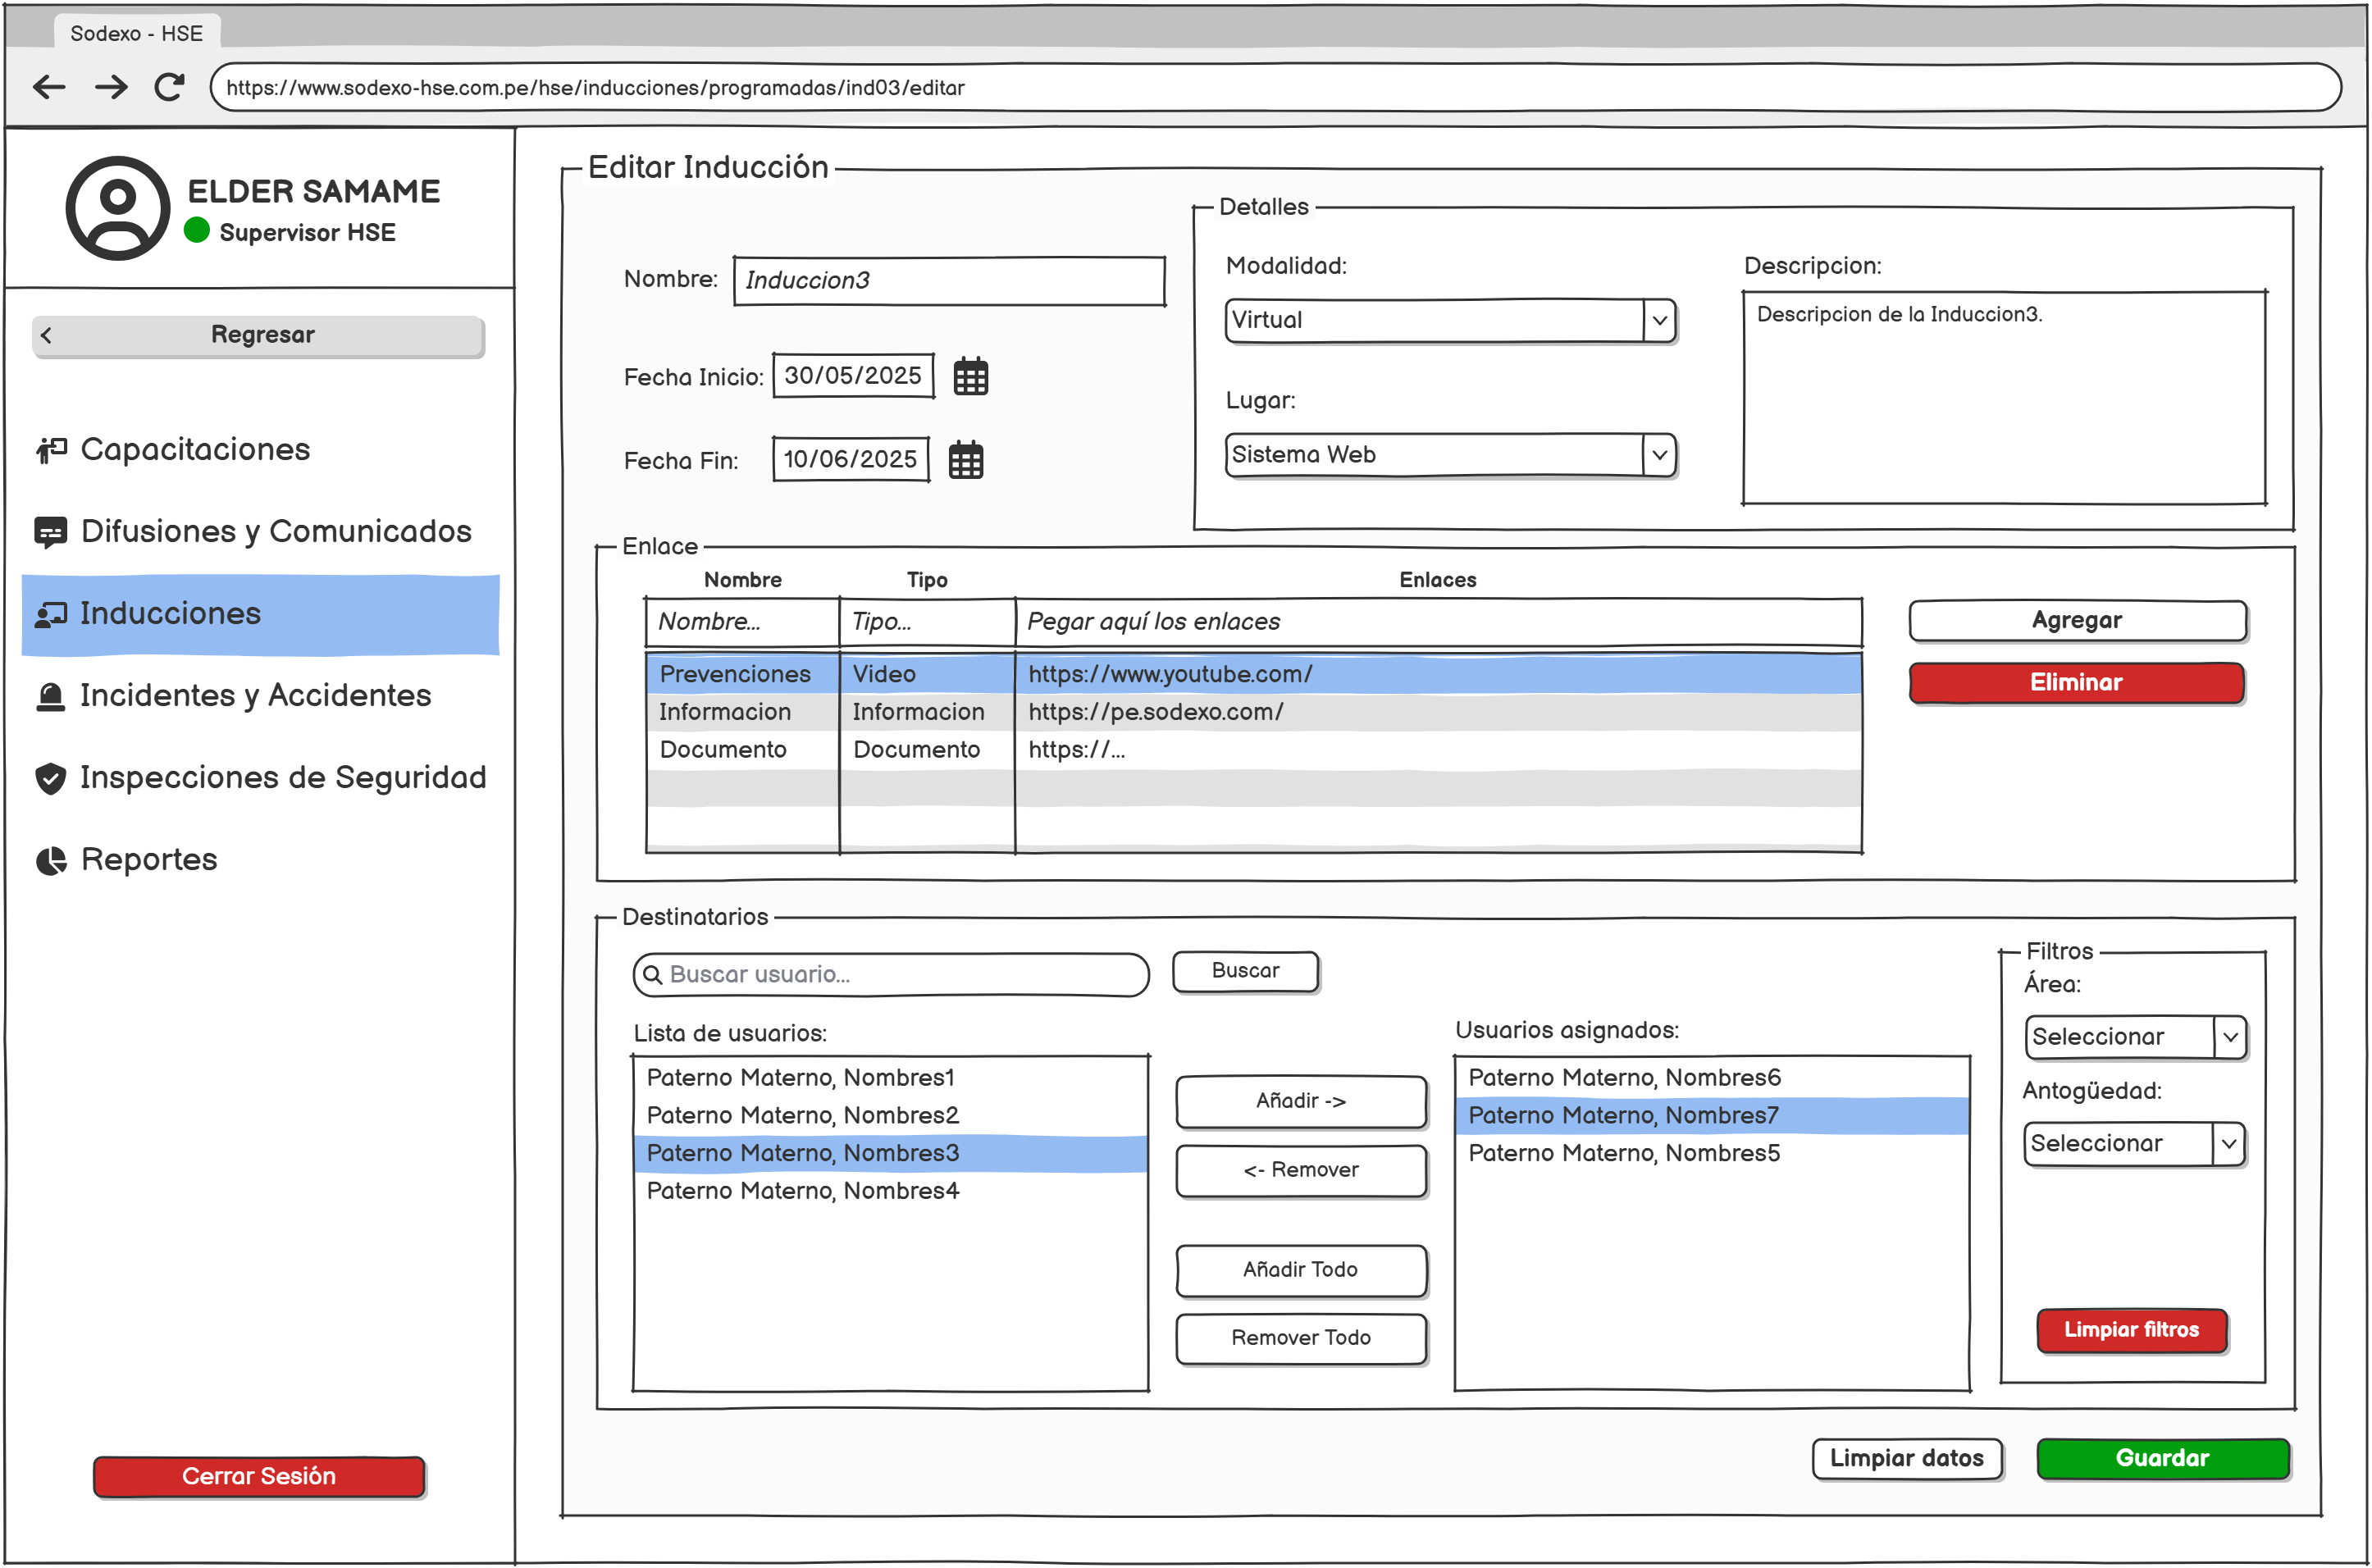 Sodexo - HSE
https://www.sodexo-hse.com.pe/hse/inducciones/programadas/ind03/editar
ELDER SAMAME
Supervisor HSE
Regresar
Capacitaciones
Difusiones y Comunicados
Inducciones
Incidentes y Accidentes
Inspecciones de Seguridad
Reportes
Cerrar Sesión
Editar Inducción
Nombre: Induccion3
Fecha Inicio: 30/05/2025
Fecha Fin: 10/06/2025
Detalles
Modalidad:
Virtual
Lugar:
Sistema Web
Descripcion:
Descripcion de la Induccion3.
Enlace
Nombre Tipo Enlaces
Nombre... Tipo... Pegar aquí los enlaces
Prevenciones Video https://www.youtube.com/
Informacion Informacion https://pe.sodexo.com/
Documento Documento https://...
Agregar
Eliminar
Destinatarios
Buscar usuario...
Buscar
Lista de usuarios:
Paterno Materno, Nombres1
Paterno Materno, Nombres2
Paterno Materno, Nombres3
Paterno Materno, Nombres4
Añadir ->
<- Remover
Añadir Todo
Remover Todo
Usuarios asignados:
Paterno Materno, Nombres6
Paterno Materno, Nombres7
Paterno Materno, Nombres5
Filtros
Área:
Seleccionar
Antogüedad:
Seleccionar
Limpiar filtros
Limpiar datos
Guardar